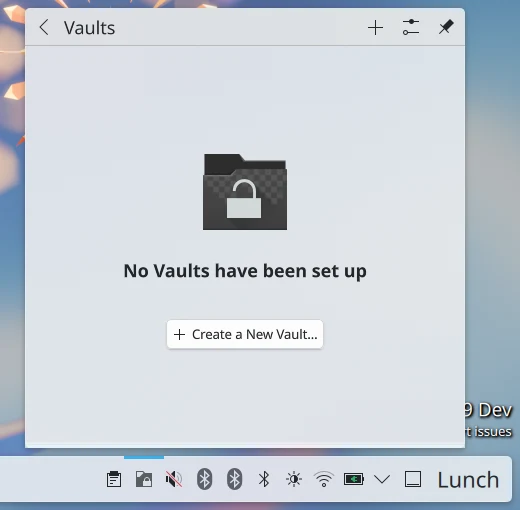 Vaults
No Vaults have been set up
Create a New Vault...
9 Dev
t issues
Lunch